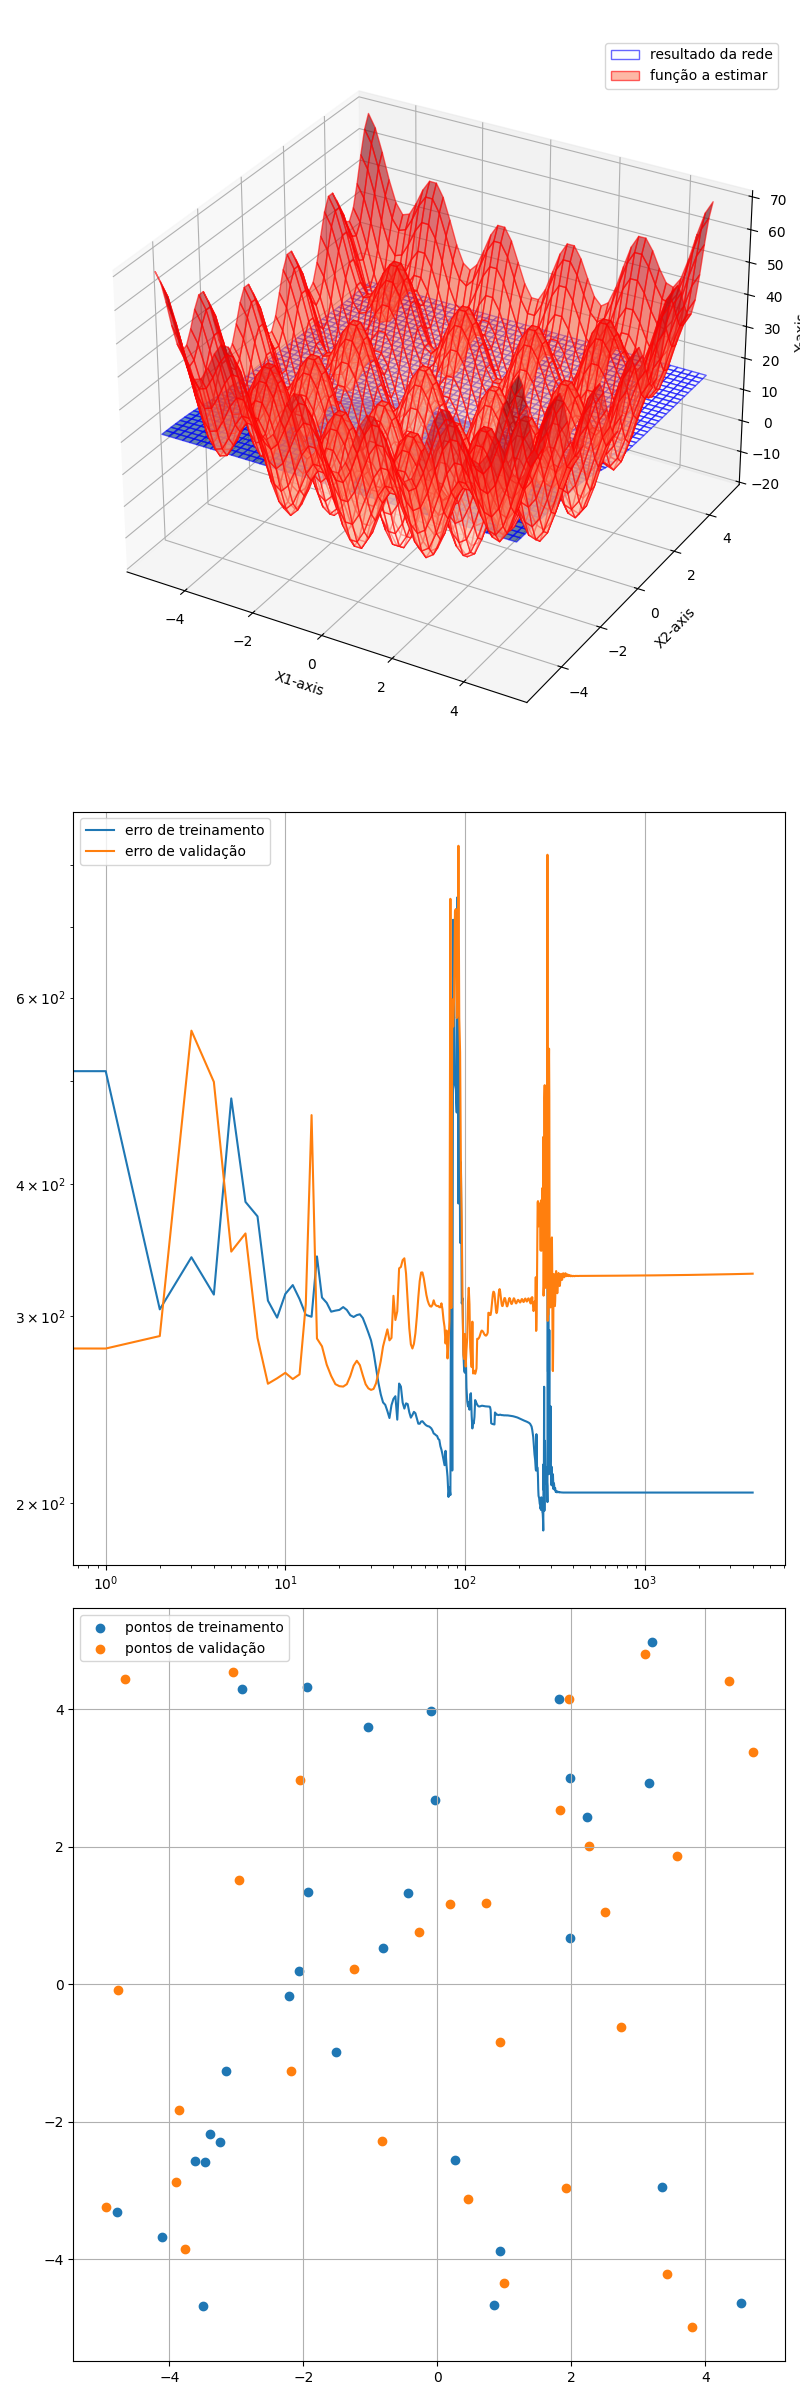 resultado da rede
função a estimar
70
60
50
40
30
20
10
0
−10
−20
−4
−2
0
2
4
X1-axis
−4
−2
0
2
4
X2-axis
erro de treinamento
erro de validação
6 × 10²
4 × 10²
3 × 10²
2 × 10²
10⁰
10¹
10²
10³
pontos de treinamento
pontos de validação
4
2
0
−2
−4
−4
−2
0
2
4